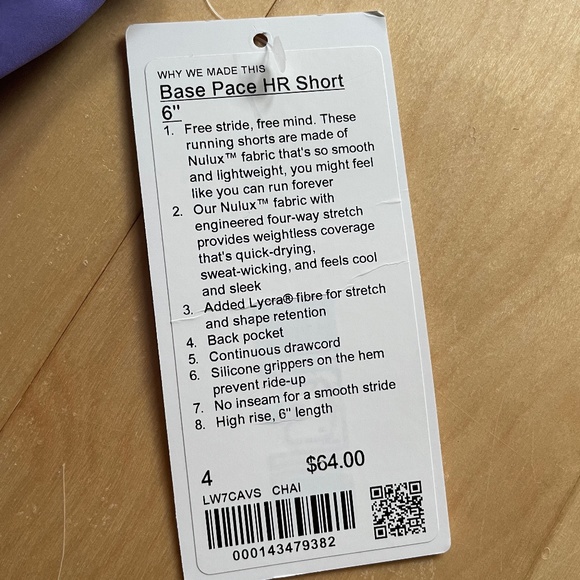 WHY WE MADE THIS
Base Pace HR Short
6"
1. Free stride, free mind. These
running shorts are made of
Nulux™ fabric that's so smooth
and lightweight, you might feel
like you can run forever
2. Our Nulux™ fabric with
engineered four-way stretch
provides weightless coverage
that's quick-drying,
sweat-wicking, and feels cool
and sleek
3. Added Lycra® fibre for stretch
and shape retention
4. Back pocket
5. Continuous drawcord
6. Silicone grippers on the hem
prevent ride-up
7. No inseam for a smooth stride
8. High rise, 6" length
4 $64.00
LW7CAVS CHAI
000143479382